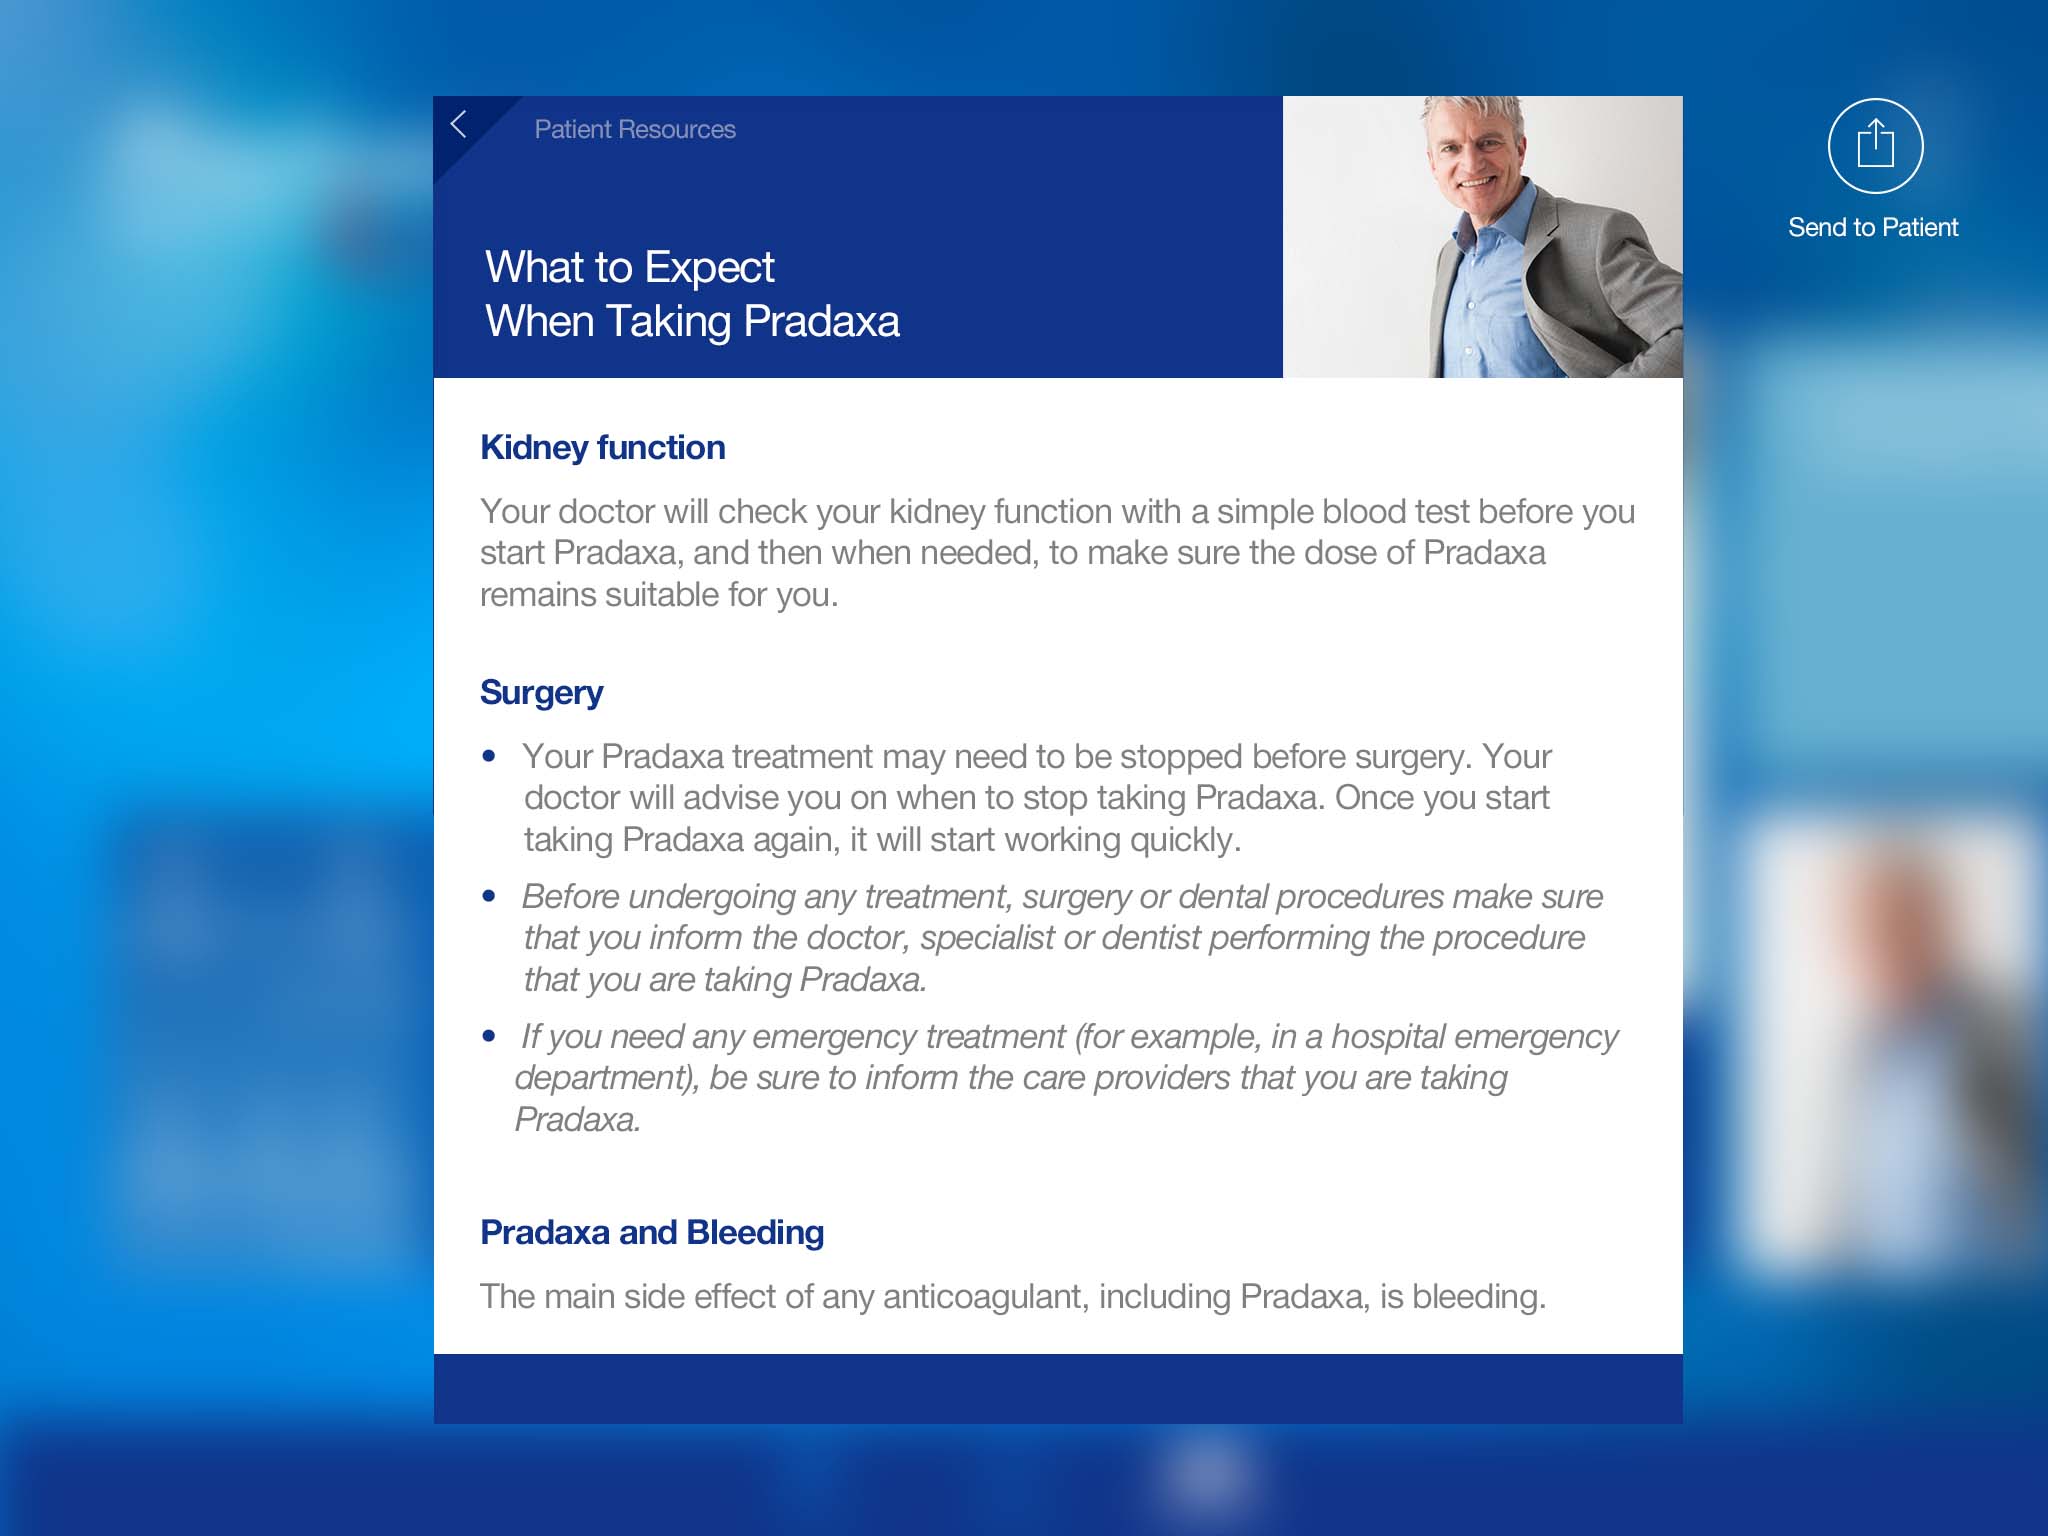 Patient Resources
What to Expect
When Taking Pradaxa
Send to Patient
Kidney function
Your doctor will check your kidney function with a simple blood test before you
start Pradaxa, and then when needed, to make sure the dose of Pradaxa
remains suitable for you.
Surgery
• Your Pradaxa treatment may need to be stopped before surgery. Your
doctor will advise you on when to stop taking Pradaxa. Once you start
taking Pradaxa again, it will start working quickly.
• Before undergoing any treatment, surgery or dental procedures make sure
that you inform the doctor, specialist or dentist performing the procedure
that you are taking Pradaxa.
• If you need any emergency treatment (for example, in a hospital emergency
department), be sure to inform the care providers that you are taking
Pradaxa.
Pradaxa and Bleeding
The main side effect of any anticoagulant, including Pradaxa, is bleeding.